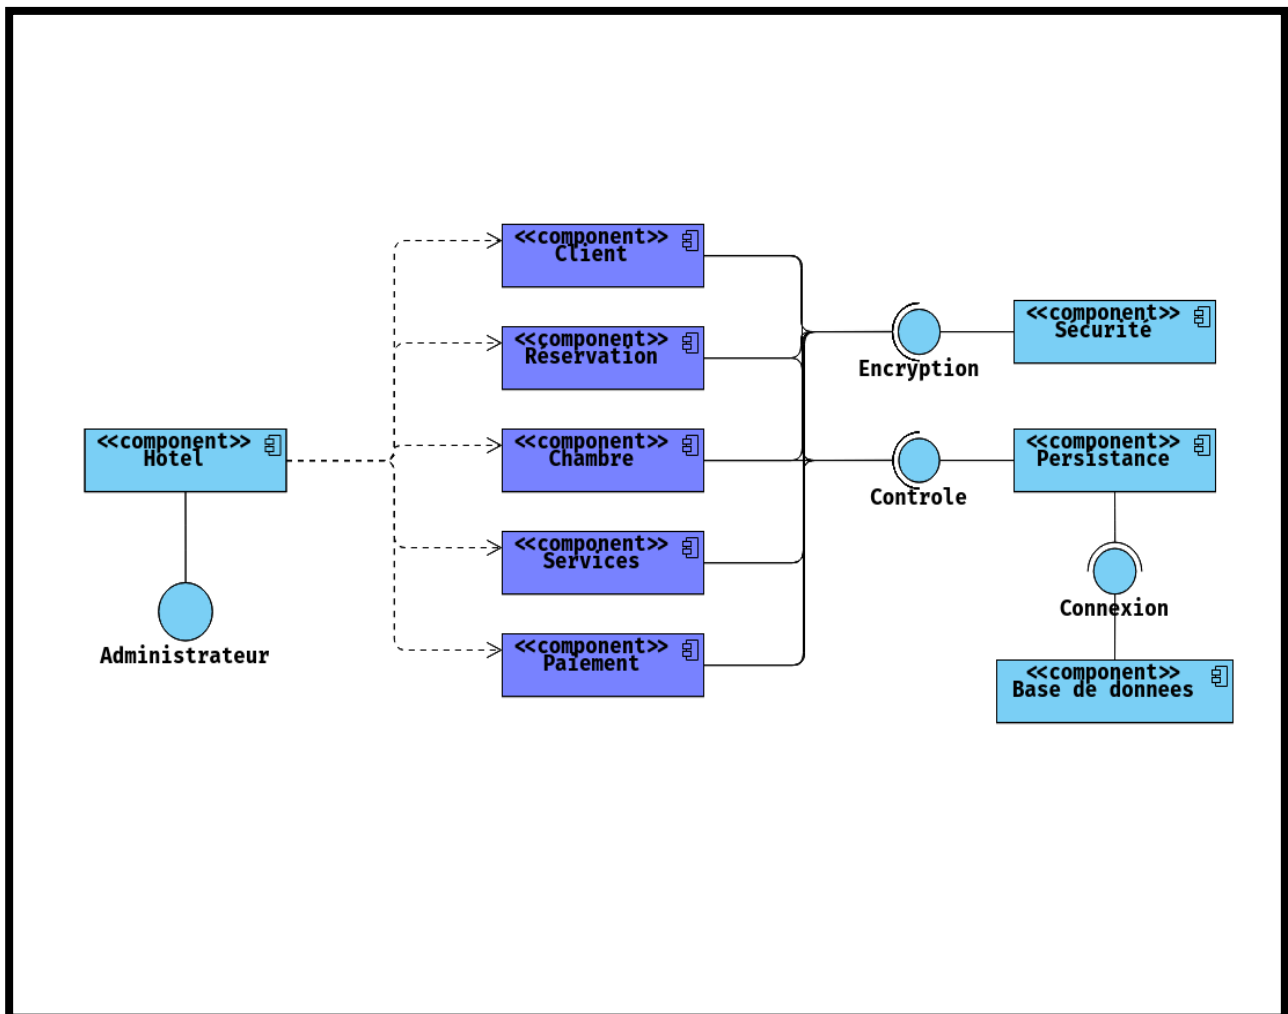 <<component>>
Client
<<component>>
Réservation
<<component>>
Chambre
<<component>>
Services
<<component>>
Paiement
<<component>>
Hôtel
Administrateur
Encryption
<<component>>
Sécurité
Controle
<<component>>
Persistance
Connexion
<<component>>
Base de donnees